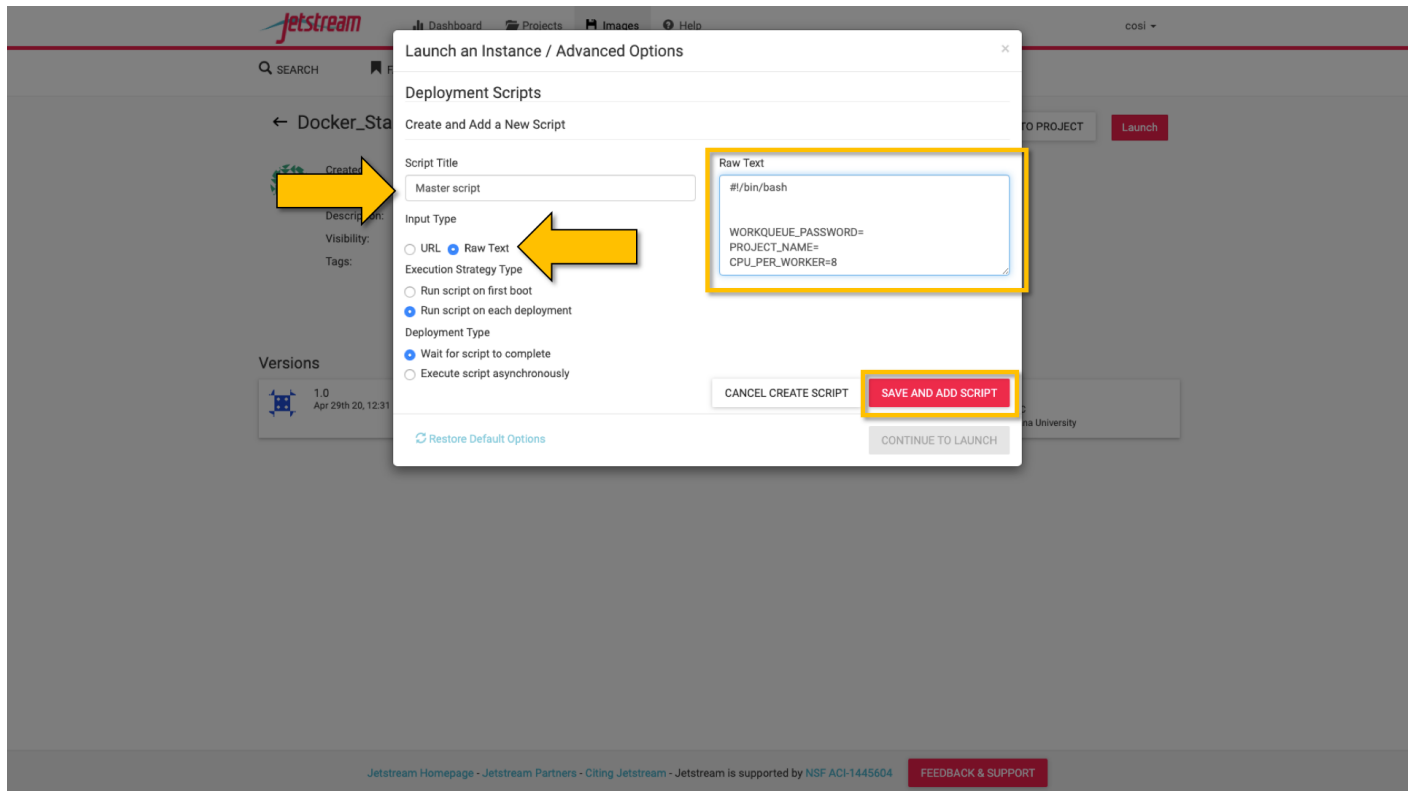 Jetstream
Dashboard
Projects
Images
Help
cosi
Launch an Instance / Advanced Options
×
SEARCH
Deployment Scripts
Docker_Sta
Create and Add a New Script
TO PROJECT
Launch
Script Title
Raw Text
Created
Master script
#!/bin/bash
Description:
Input Type
WORKQUEUE_PASSWORD=
Visibility:
URL
Raw Text
PROJECT_NAME=
Tags:
CPU_PER_WORKER=8
Execution Strategy Type
Run script on first boot
Run script on each deployment
Deployment Type
Versions
Wait for script to complete
Execute script asynchronously
1.0
CANCEL CREATE SCRIPT
SAVE AND ADD SCRIPT
Apr 29th 20, 12:31
na University
Restore Default Options
CONTINUE TO LAUNCH
Jetstream Homepage - Jetstream Partners - Citing Jetstream - Jetstream is supported by NSF ACI-1445604
FEEDBACK & SUPPORT